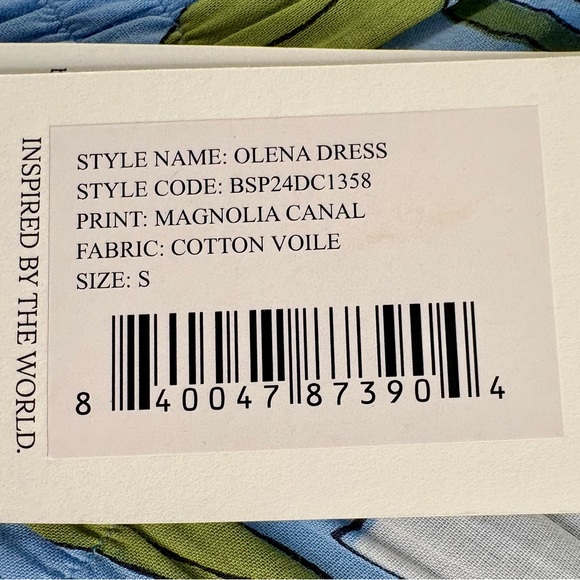 STYLE NAME: OLENA DRESS
STYLE CODE: BSP24DC1358
PRINT: MAGNOLIA CANAL
FABRIC: COTTON VOILE
SIZE: S
8 40047 87390 4
INSPIRED BY THE WORLD.